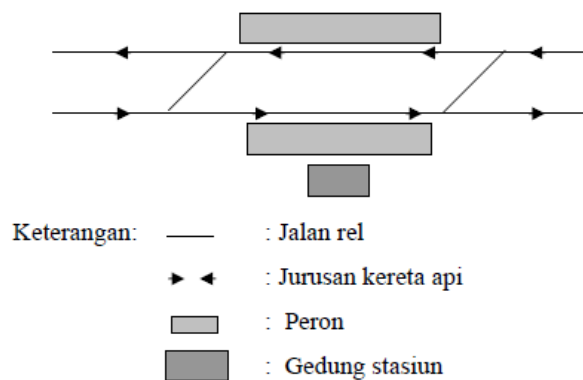 Keterangan: : Jalan rel
: Jurusan kereta api
: Peron
: Gedung stasiun